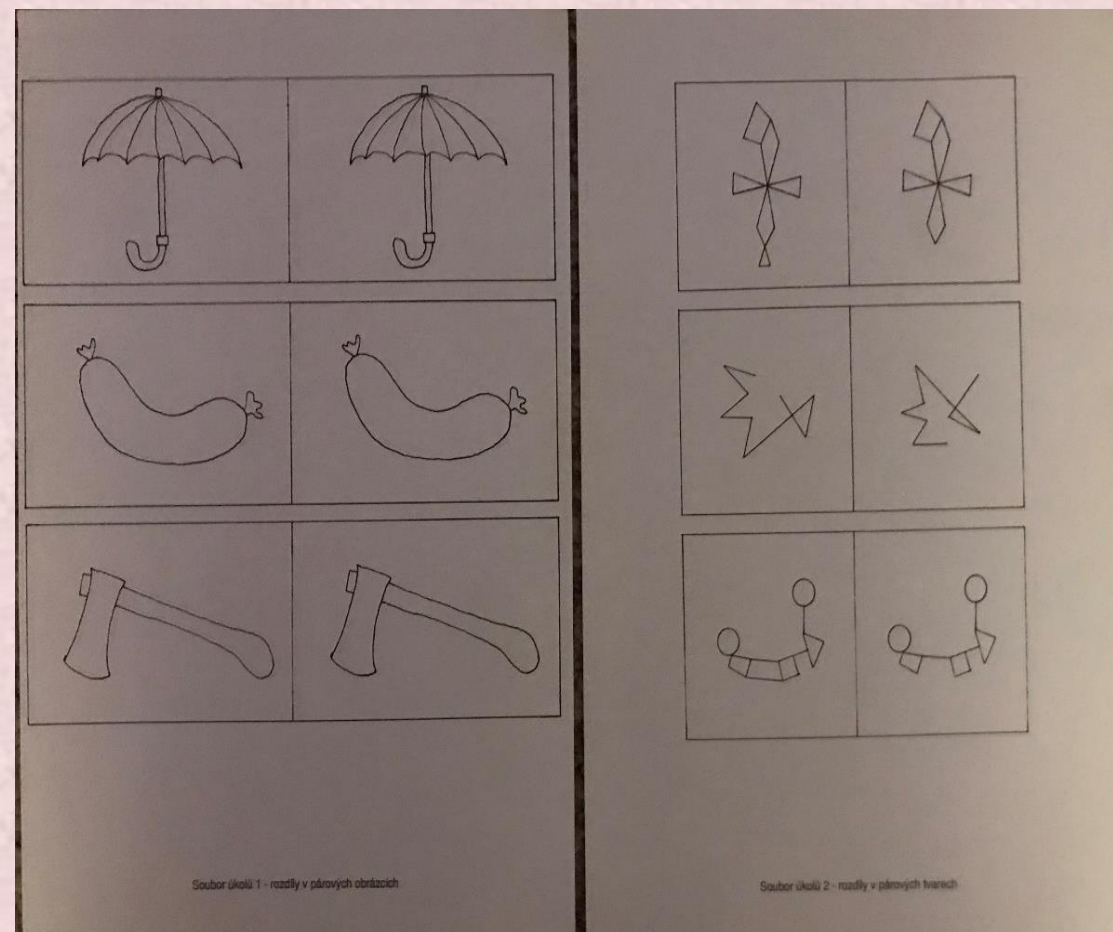 Soubor úkolů 1 - rozdíly v párových obrázcích
Soubor úkolů 2 - rozdíly v párových tvarech